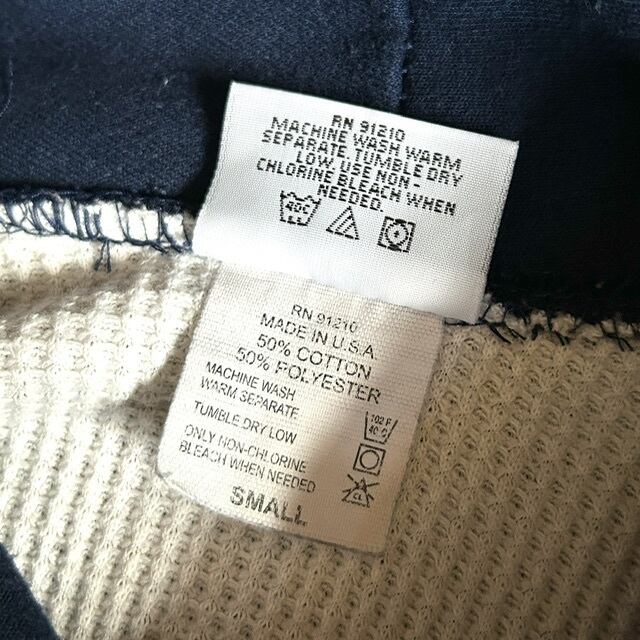 RN 91210
MACHINE WASH WARM
SEPARATE, TUMBLE DRY
LOW, USE NON-
CHLORINE BLEACH WHEN
NEEDED.
40C
RN 91210
MADE IN U.S.A
50% COTTON
50% POLYESTER
MACHINE WASH
WARM SEPARATE
TUMBLE DRY LOW
ONLY NON-CHLORINE
BLEACH WHEN NEEDED
102 F
40 C
CL
SMALL